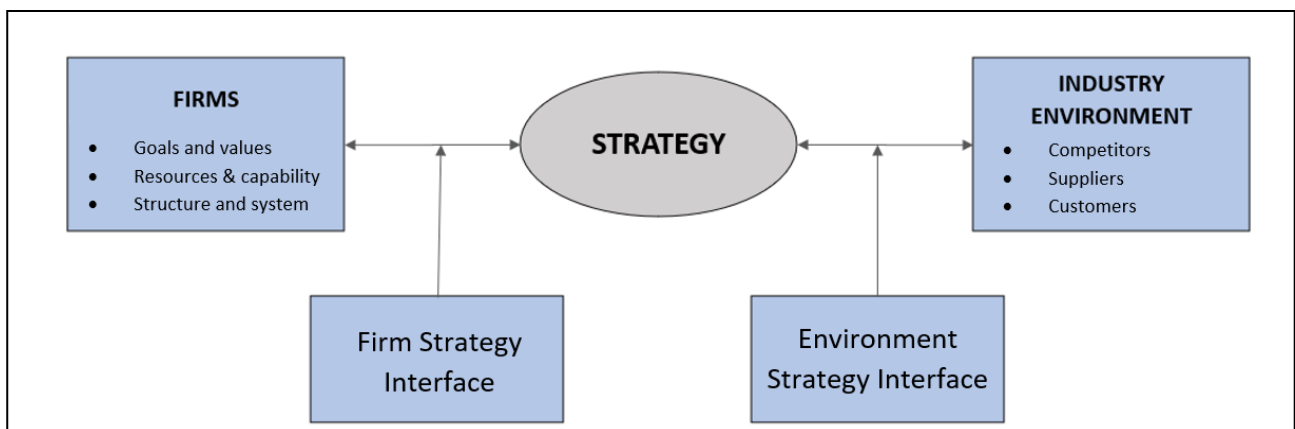 FIRMS
• Goals and values
• Resources & capability
• Structure and system
STRATEGY
INDUSTRY
ENVIRONMENT
• Competitors
• Suppliers
• Customers
Firm Strategy
Interface
Environment
Strategy Interface